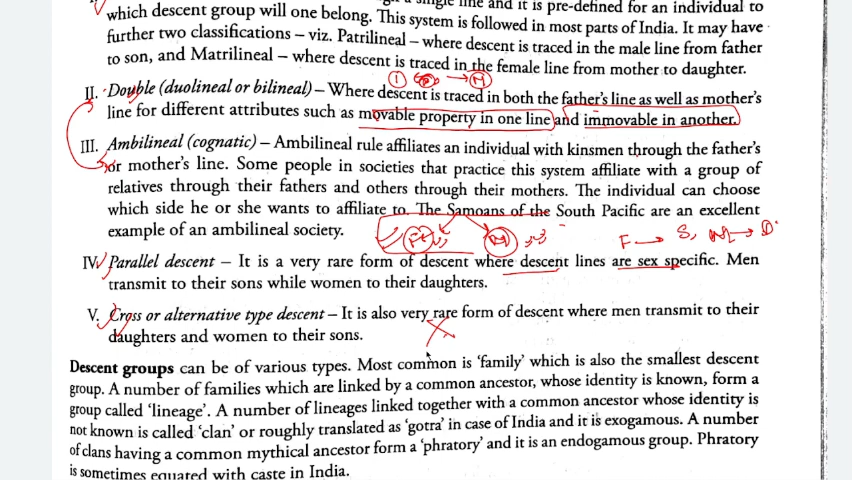 a single line and it is pre-defined for an individual to
which descent group will one belong. This system is followed in most parts of India. It may have
further two classifications – viz. Patrilineal – where descent is traced in the male line from father
to son, and Matrilineal – where descent is traced in the female line from mother to daughter.
I → M
II. Double (duolineal or bilineal) – Where descent is traced in both the father's line as well as mother's
line for different attributes such as movable property in one line and immovable in another.
III. Ambilineal (cognatic) – Ambilineal rule affiliates an individual with kinsmen through the father's
or mother's line. Some people in societies that practice this system affiliate with a group of
relatives through their fathers and others through their mothers. The individual can choose
which side he or she wants to affiliate to. The Samoans of the South Pacific are an excellent
example of an ambilineal society.
F → S, M → D
IV. Parallel descent – It is a very rare form of descent where descent lines are sex specific. Men
transmit to their sons while women to their daughters.
V. Cross or alternative type descent – It is also very rare form of descent where men transmit to their
daughters and women to their sons.
Descent groups can be of various types. Most common is 'family' which is also the smallest descent
group. A number of families which are linked by a common ancestor, whose identity is known, form a
group called 'lineage'. A number of lineages linked together with a common ancestor whose identity is
not known is called 'clan' or roughly translated as 'gotra' in case of India and it is exogamous. A number
of clans having a common mythical ancestor form a 'phratory' and it is an endogamous group. Phratory
is sometimes equated with caste in India.